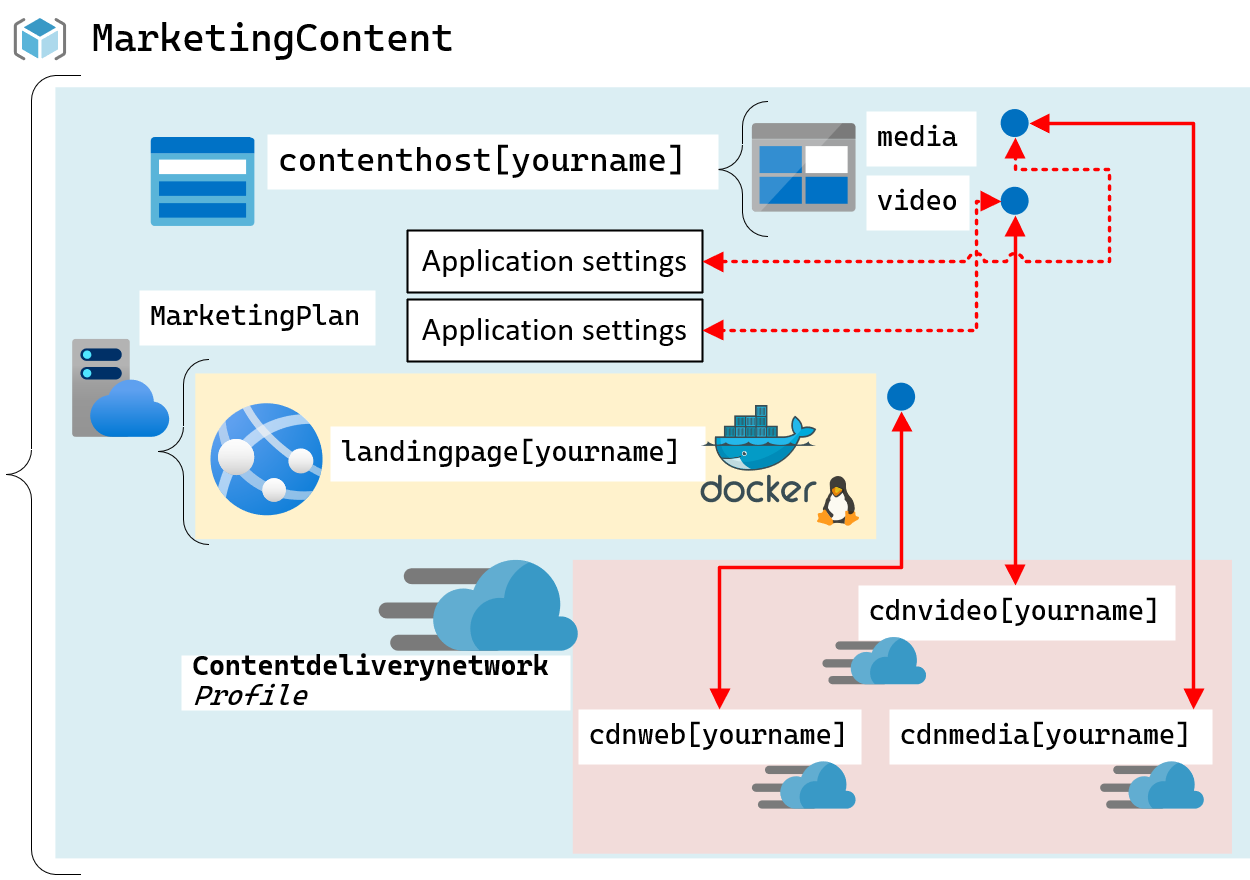 MarketingContent
contenthost[yourname]
media
video
Application settings
Application settings
MarketingPlan
landingpage[yourname]
docker
Contentdeliverynetwork
Profile
cdnvideo[yourname]
cdnweb[yourname]
cdnmedia[yourname]